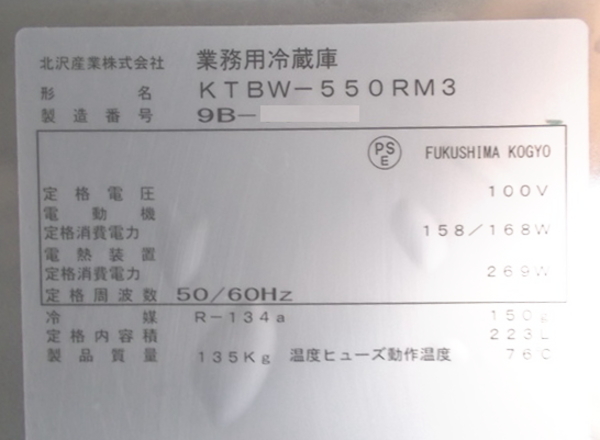 北沢産業株式会社 業務用冷蔵庫
形名 KTBW-550RM3
製造番号 9B-
PSE FUKUSHIMA KOGYO
定格電圧 100V
電動機
定格消費電力 158/168W
電熱装置
定格消費電力 269W
定格周波数 50/60Hz
冷媒 R-134a 150g
定格内容積 223L
製品質量 135Kg 温度ヒューズ動作温度 76C